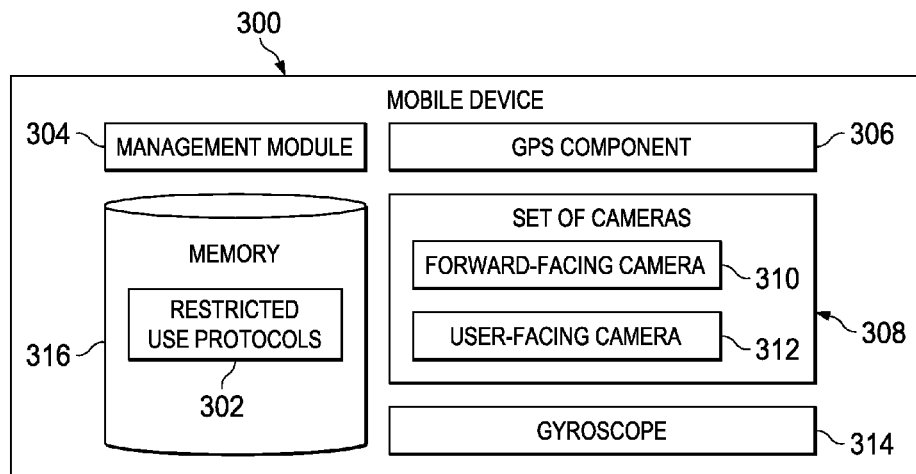 300
MOBILE DEVICE
304
MANAGEMENT MODULE
GPS COMPONENT
306
MEMORY
RESTRICTED
USE PROTOCOLS
302
316
SET OF CAMERAS
FORWARD-FACING CAMERA
310
USER-FACING CAMERA
312
308
GYROSCOPE
314